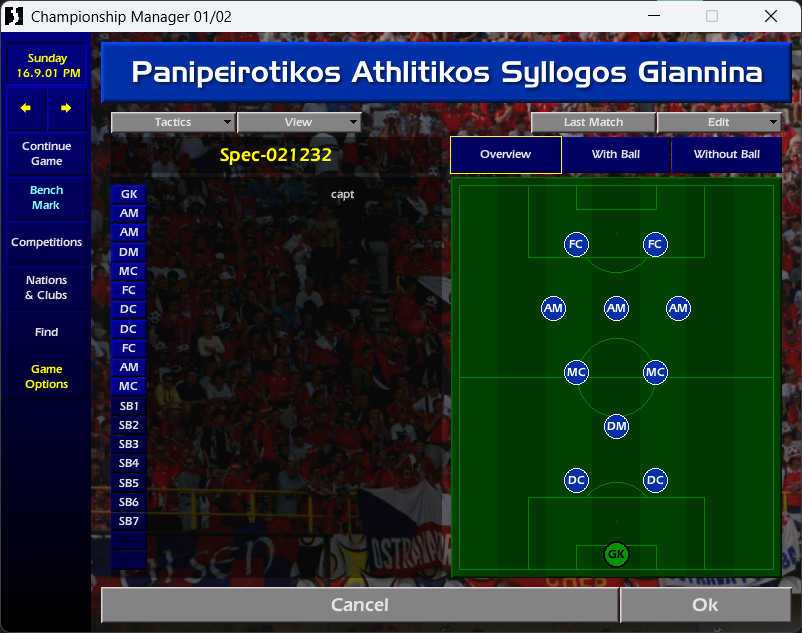 Championship Manager 01/02
Sunday
16.9.01 PM
Panipeirotikos Athlitikos Syllogos Giannina
Continue
Game
Bench
Mark
Competitions
Nations
& Clubs
Find
Game
Options
Tactics
View
Last Match
Edit
Spec-021232
Overview
With Ball
Without Ball
GK
capt
AM
AM
DM
MC
FC
DC
DC
FC
AM
MC
SB1
SB2
SB3
SB4
SB5
SB6
SB7
FC FC
AM AM AM
MC MC
DM
DC DC
GK
Cancel
Ok